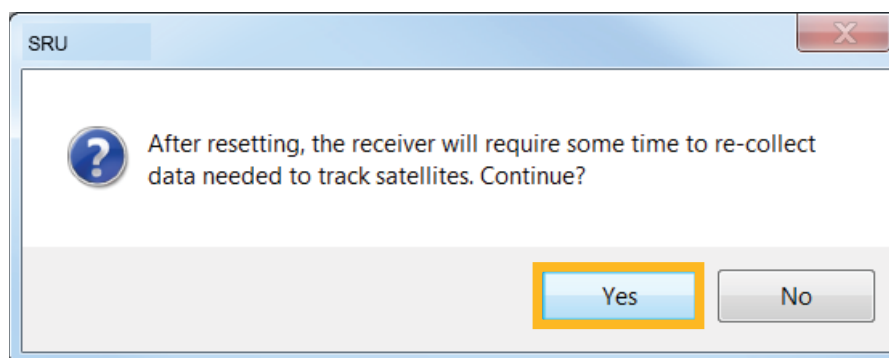 SRU
After resetting, the receiver will require some time to re-collect
data needed to track satellites. Continue?
Yes
No